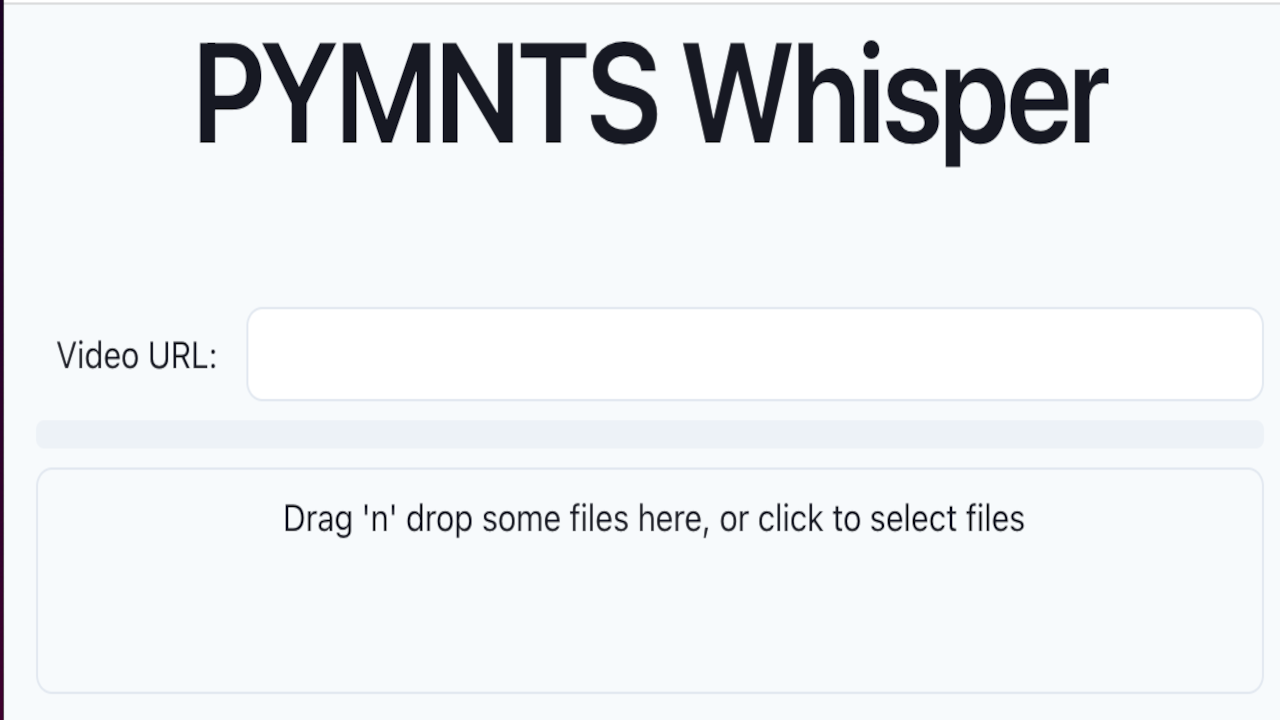 PYMNTS Whisper
Video URL:
Drag 'n' drop some files here, or click to select files